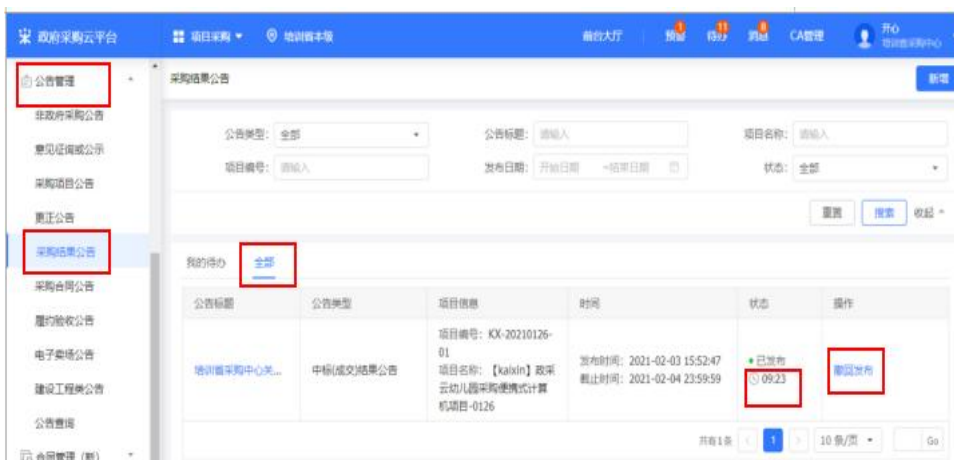 政府采购云平台
项目采购
培训省本级
前台大厅
预警
待办
11
消息
CA管理
开心
培训省采购中心
公告管理
非政府采购公告
意见征询或公示
采购项目公告
更正公告
采购结果公告
采购合同公告
履约验收公告
电子卖场公告
建设工程类公告
公告查询
合同管理（新）
采购结果公告
新增
公告类型：全部
公告标题：请输入
项目名称：请输入
项目编号：请输入
发布日期：开始日期 ~结束日期
状态：全部
重置
搜索
收起
我的待办
全部
公告标题
公告类型
项目信息
时间
状态
操作
培训省采购中心关...
中标(成交)结果公告
项目编号：KX-20210126-
01
项目名称：【kaixin】政采
云幼儿园采购便携式计算
机项目-0126
发布时间：2021-02-03 15:52:47
截止时间：2021-02-04 23:59:59
已发布
09:23
撤回发布
共有1条
1
10 条/页
Go